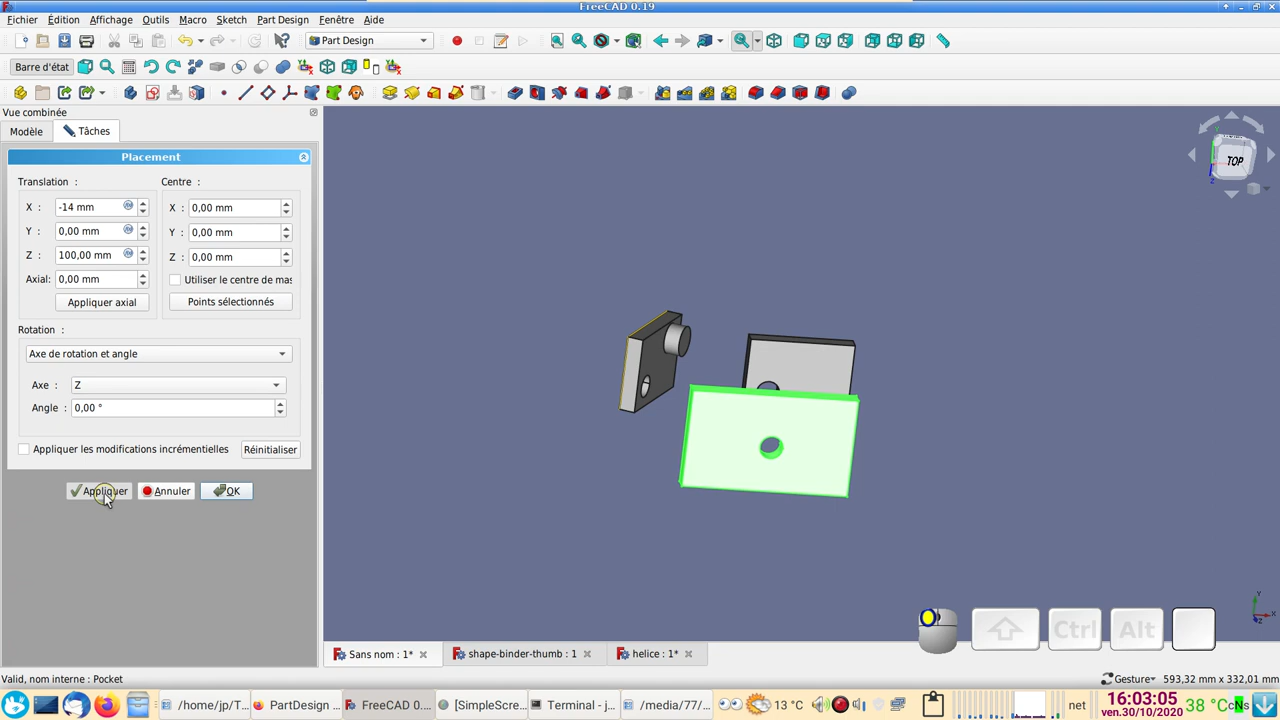 FreeCAD 0.19
Fichier Édition Affichage Outils Macro Sketch Part Design Fenêtre Aide
Part Design
Barre d'état
Vue combinée
Modèle Tâches
Placement
Translation : Centre :
X : -14 mm X : 0,00 mm
Y : 0,00 mm Y : 0,00 mm
Z : 100,00 mm Z : 0,00 mm
Axial: 0,00 mm Utiliser le centre de mas
Appliquer axial Points sélectionnés
Rotation :
Axe de rotation et angle
Axe : Z
Angle : 0,00 °
Appliquer les modifications incrémentielles Réinitialiser
Appliquer Annuler OK
TOP
Ctrl Alt
Sans nom : 1* shape-binder-thumb : 1 helice : 1*
Valid, nom interne : Pocket Gesture 593,32 mm x 332,01 mm
/home/jp/T... PartDesign ... FreeCAD 0.... [SimpleScre... Terminal - j... /media/77/... 13 °C net 16:03:05 38 °C
ven.30/10/2020